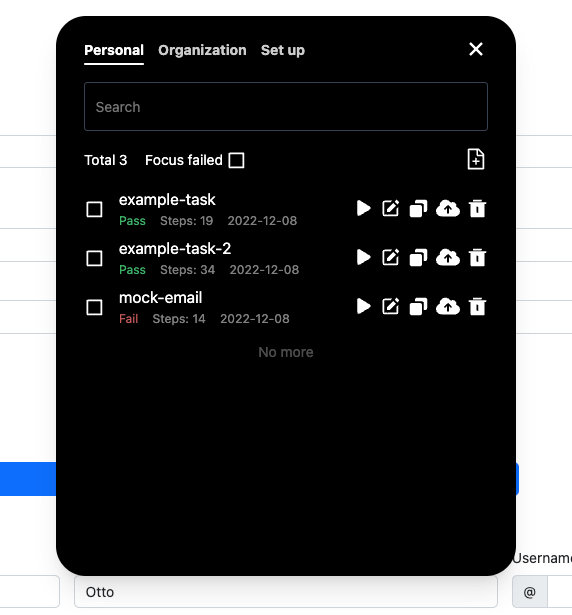 Personal Organization Set up
Search
Total 3 Focus failed
example-task
Pass Steps: 19 2022-12-08
example-task-2
Pass Steps: 34 2022-12-08
mock-email
Fail Steps: 14 2022-12-08
No more
Otto
@